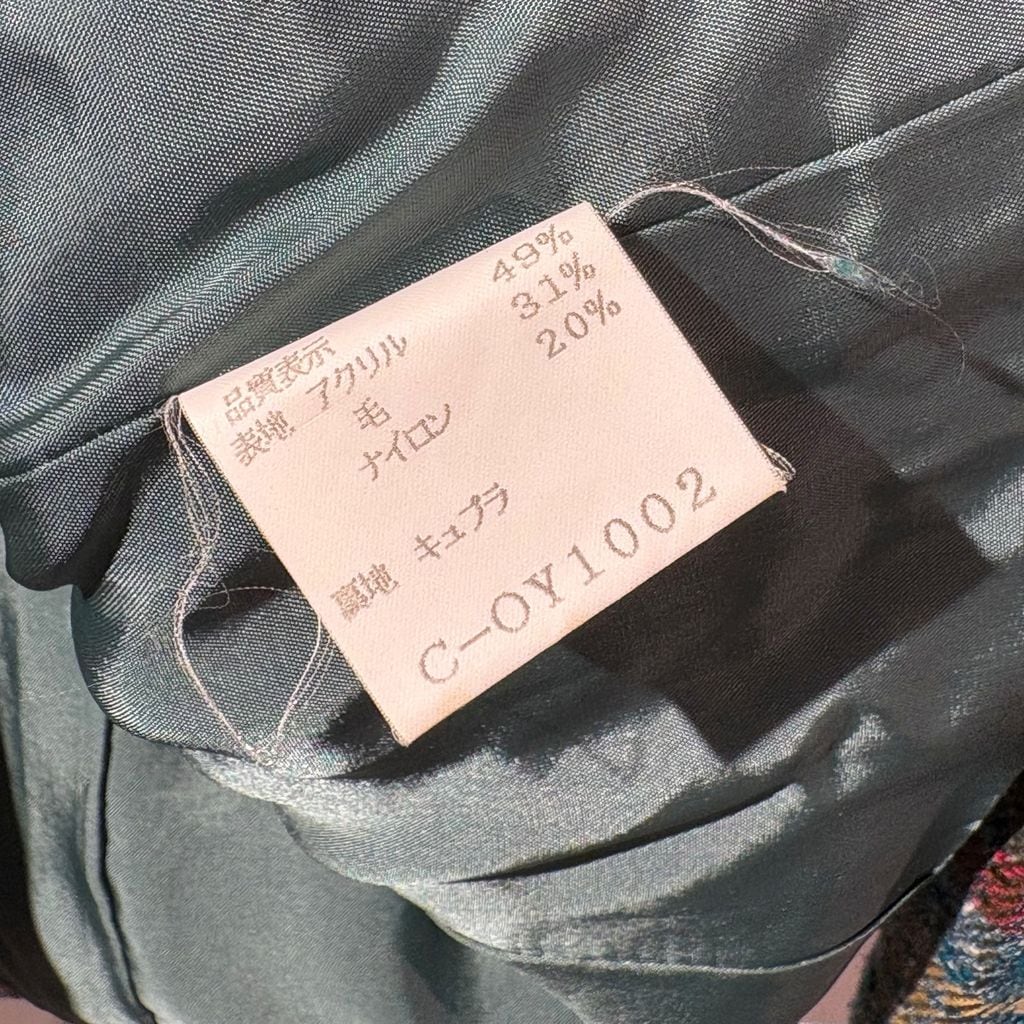 品質表示
表地 アクリル 49%
毛 31%
ナイロン 20%
裏地 キュプラ
C-OY1002